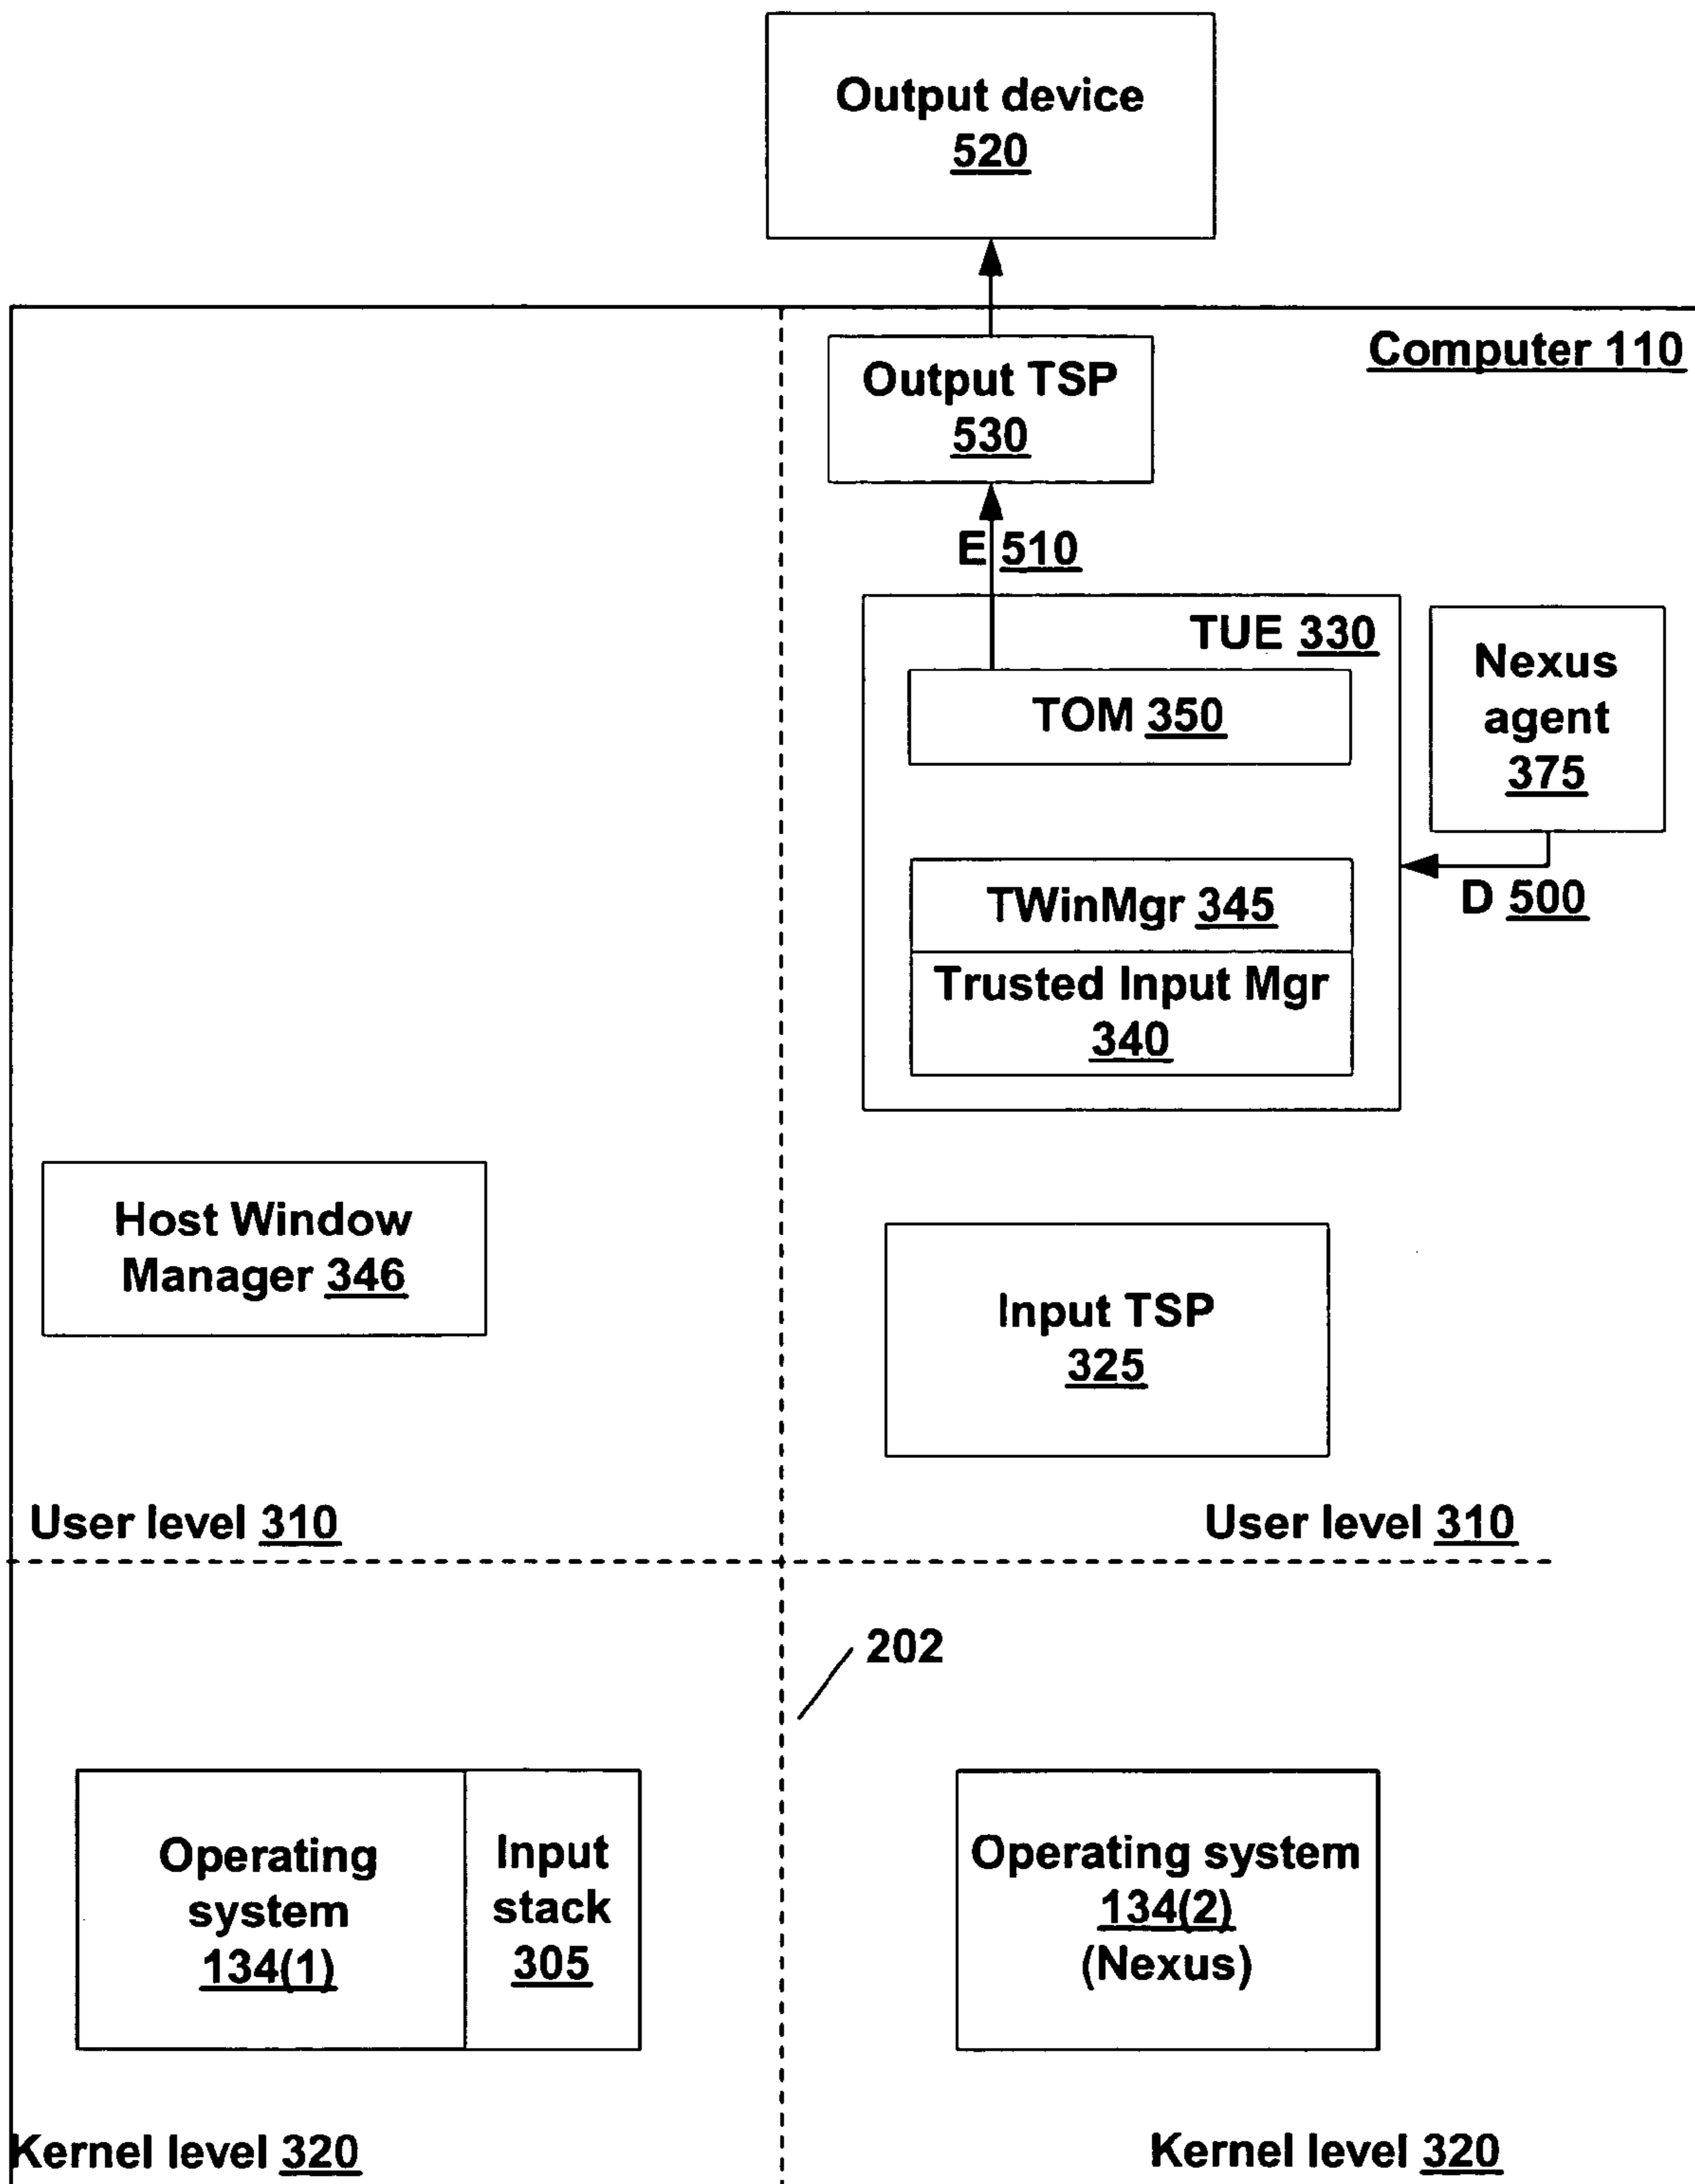 Output device
520
Computer 110
Output TSP
530
E 510
TUE 330
TOM 350
Nexus
agent
375
D 500
TWinMgr 345
Trusted Input Mgr
340
Host Window
Manager 346
Input TSP
325
User level 310
User level 310
202
Operating
system
134(1)
Input
stack
305
Operating system
134(2)
(Nexus)
Kernel level 320
Kernel level 320